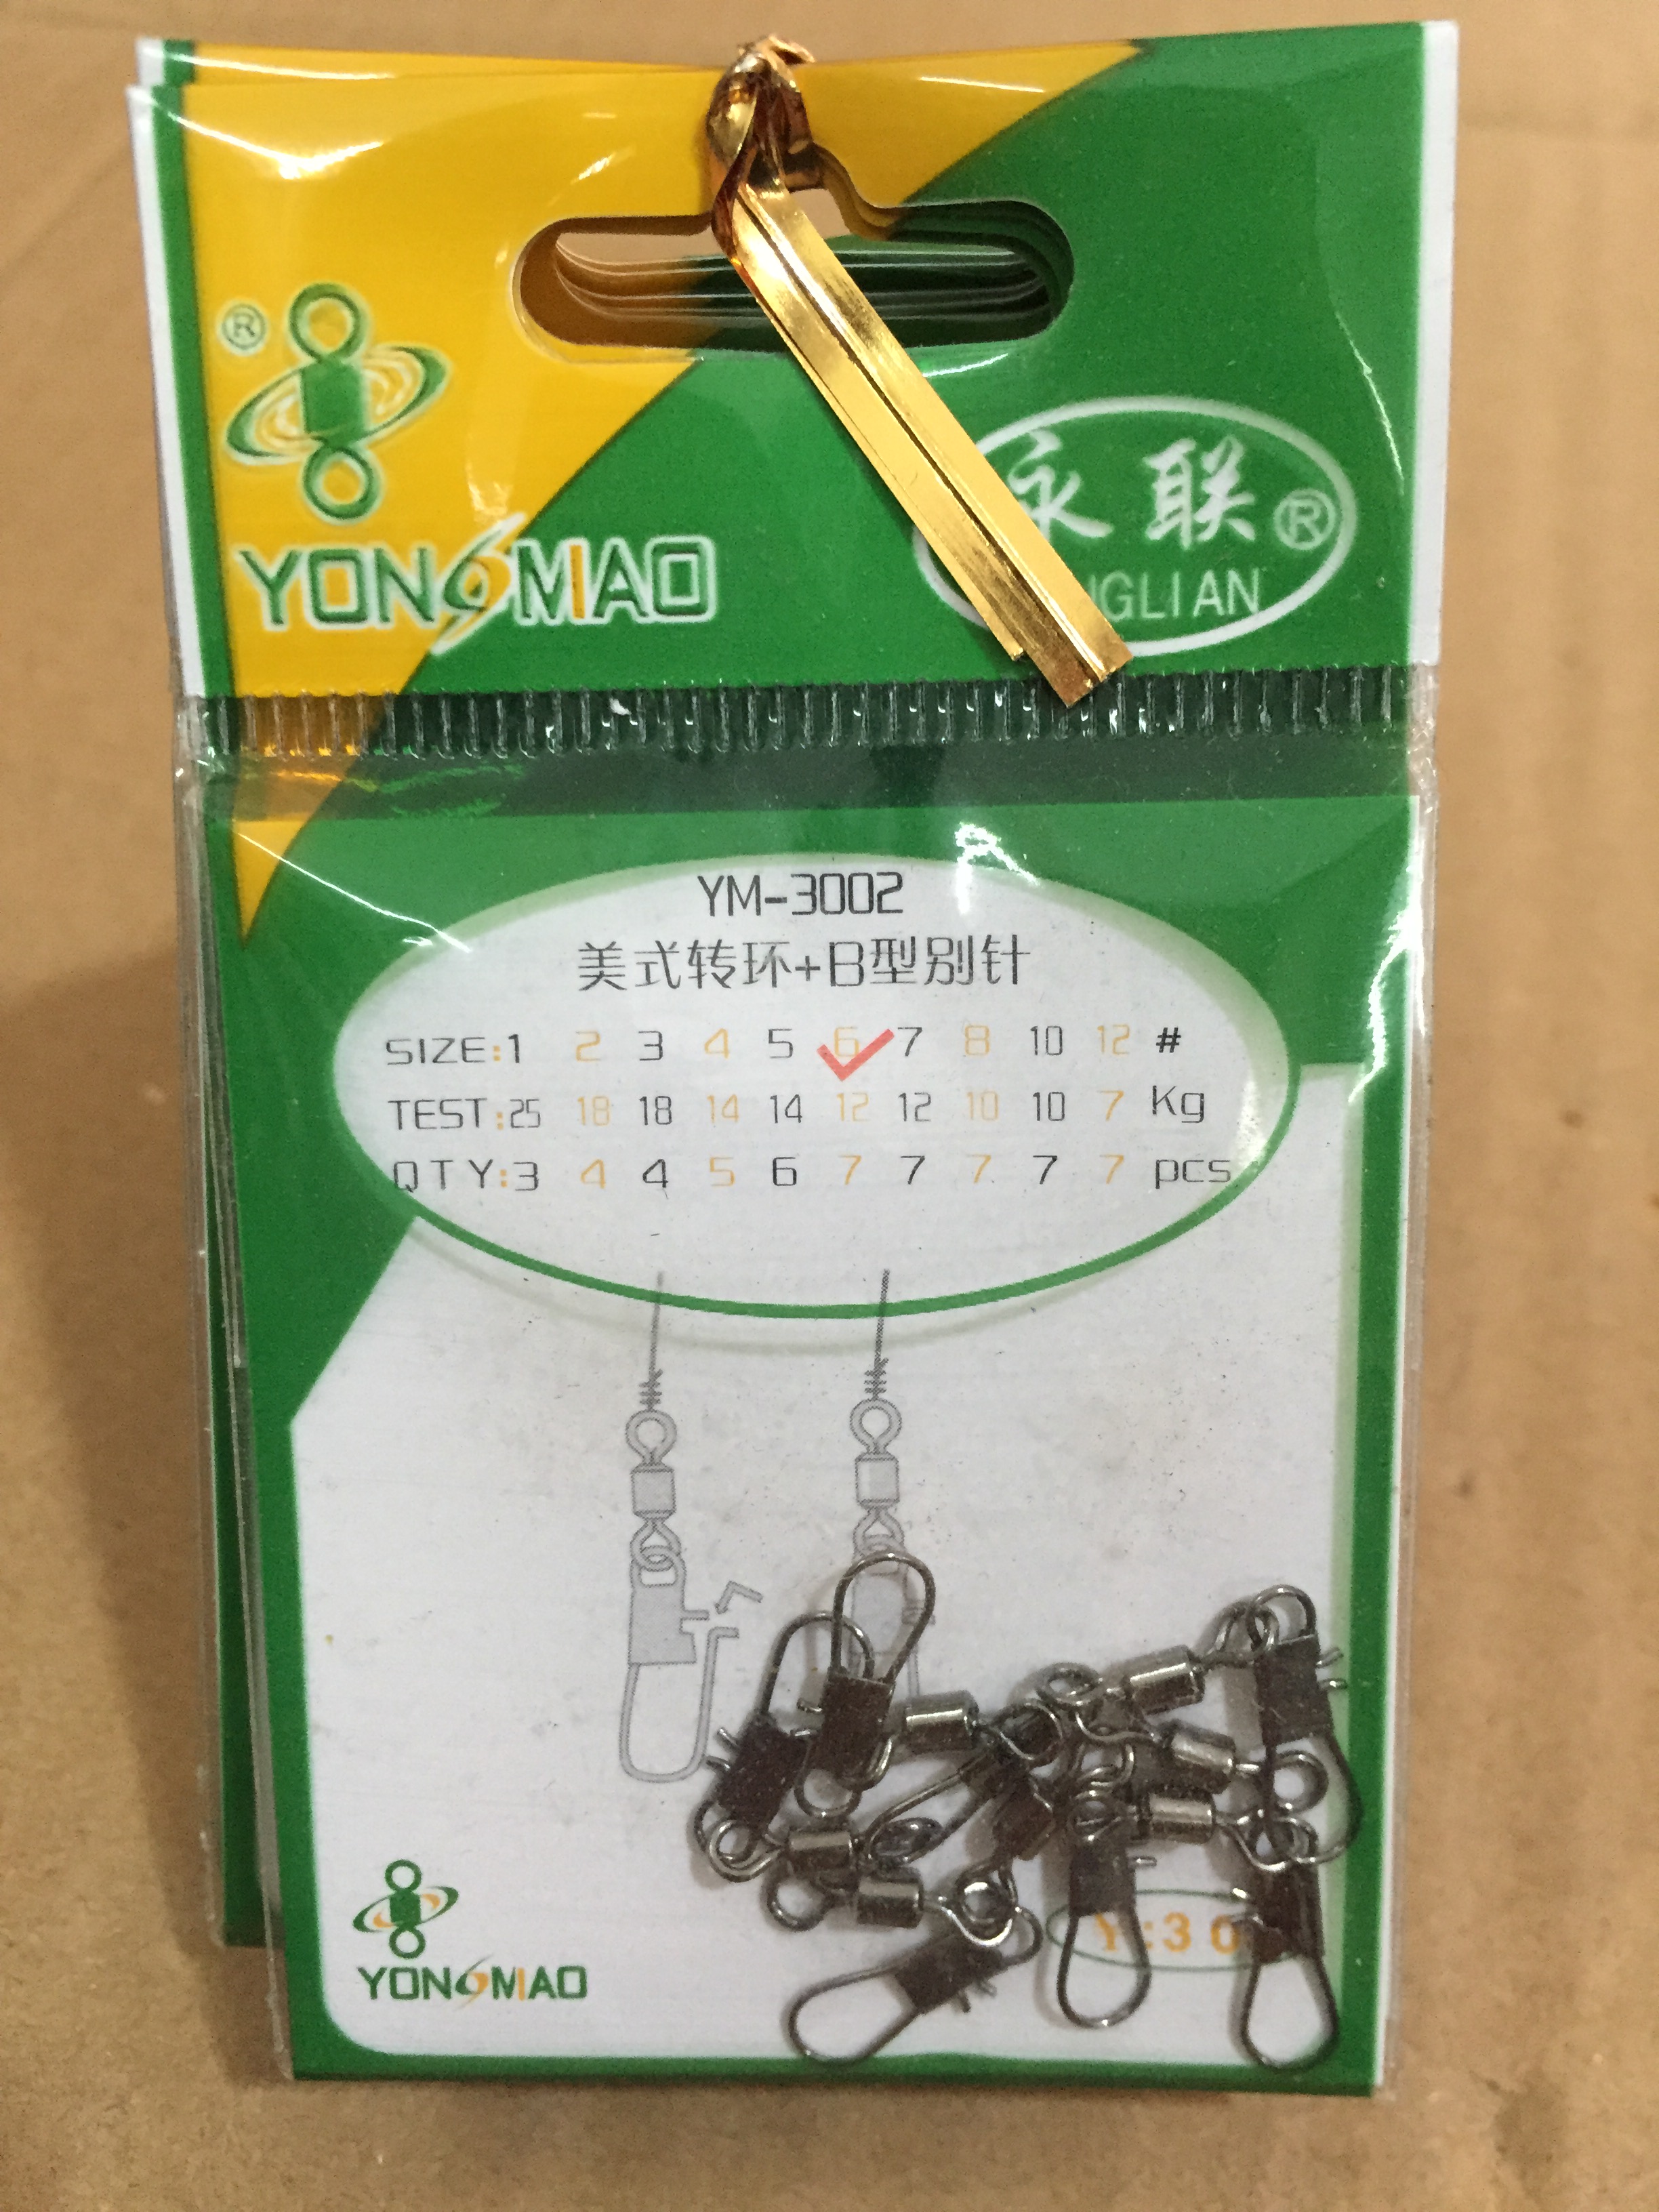 ®
YONGMAO
永联®
GLIAN
YM-3002
美式转环+B型别针
SIZE:1 2 3 4 5 6 7 8 10 12 #
TEST:25 18 18 14 14 12 12 10 10 7 Kg
QTY:3 4 4 5 6 7 7 7 7 7 pcs
YONGMAO
Y:30